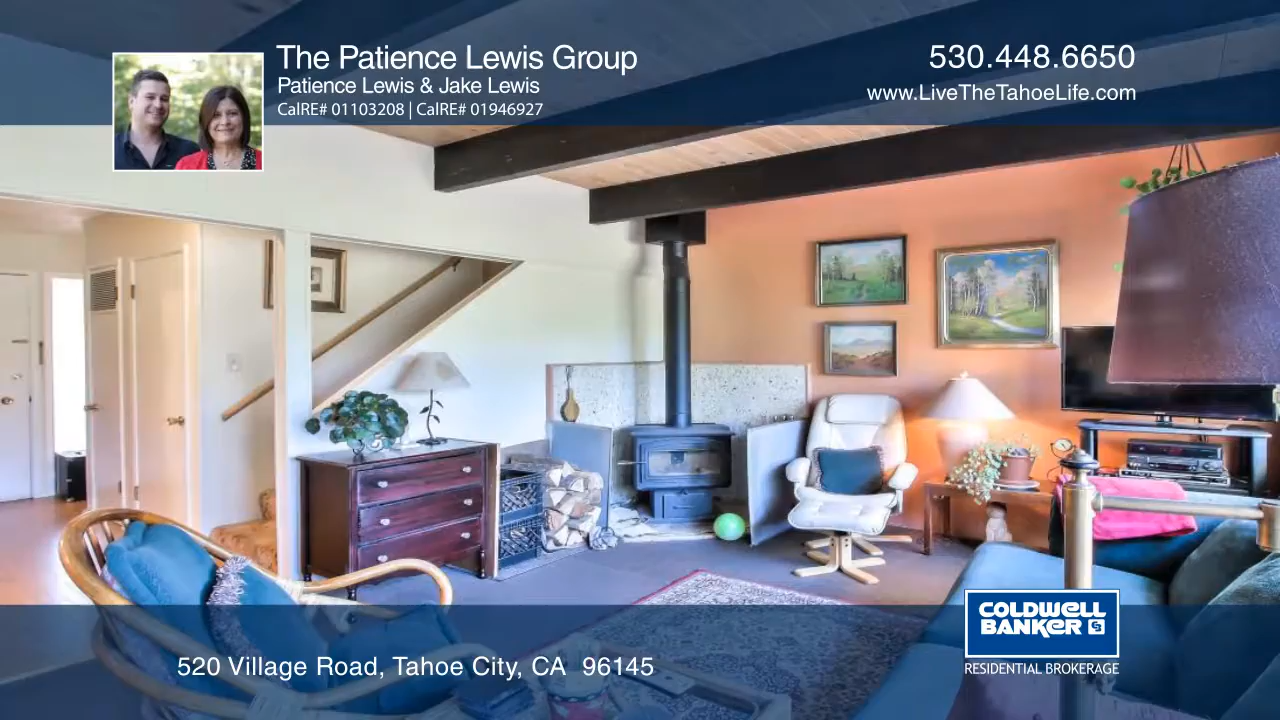 The Patience Lewis Group
Patience Lewis & Jake Lewis
CalRE# 01103208 | CalRE# 01946927
530.448.6650
www.LiveTheTahoeLife.com
520 Village Road, Tahoe City, CA 96145
COLDWELL
BANKER CB
RESIDENTIAL BROKERAGE